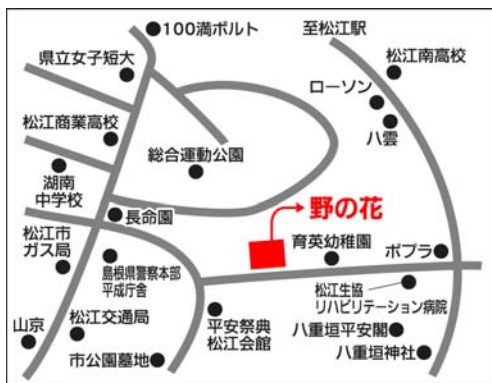 100満ボルト
至松江駅
県立女子短大
松江南高校
ローソン
松江商業高校
八雲
総合運動公園
湖南
中学校
野の花
長命園
松江市
ガス局
育英幼稚園
ポプラ
島根県警察本部
平成庁舎
松江生協
リハビリテーション病院
山京
松江交通局
平安祭典
松江会館
八重垣平安閣
市公園墓地
八重垣神社